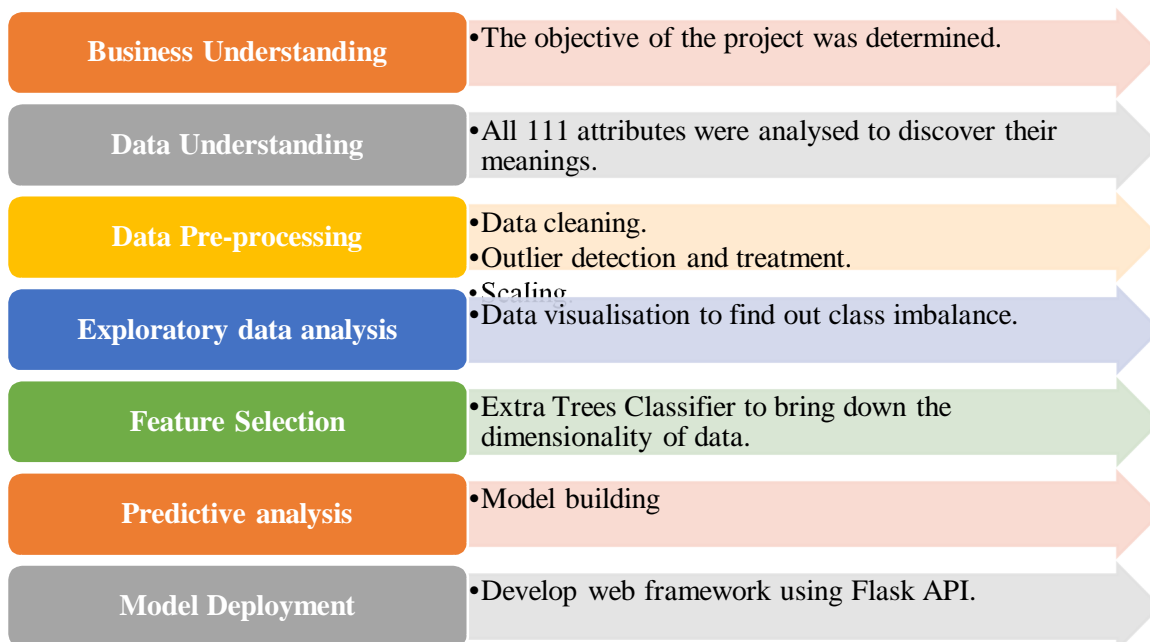 Business Understanding
•The objective of the project was determined.
Data Understanding
•All 111 attributes were analysed to discover their
meanings.
Data Pre-processing
•Data cleaning.
•Outlier detection and treatment.
•Scaling.
Exploratory data analysis
•Data visualisation to find out class imbalance.
Feature Selection
•Extra Trees Classifier to bring down the
dimensionality of data.
Predictive analysis
•Model building
Model Deployment
•Develop web framework using Flask API.